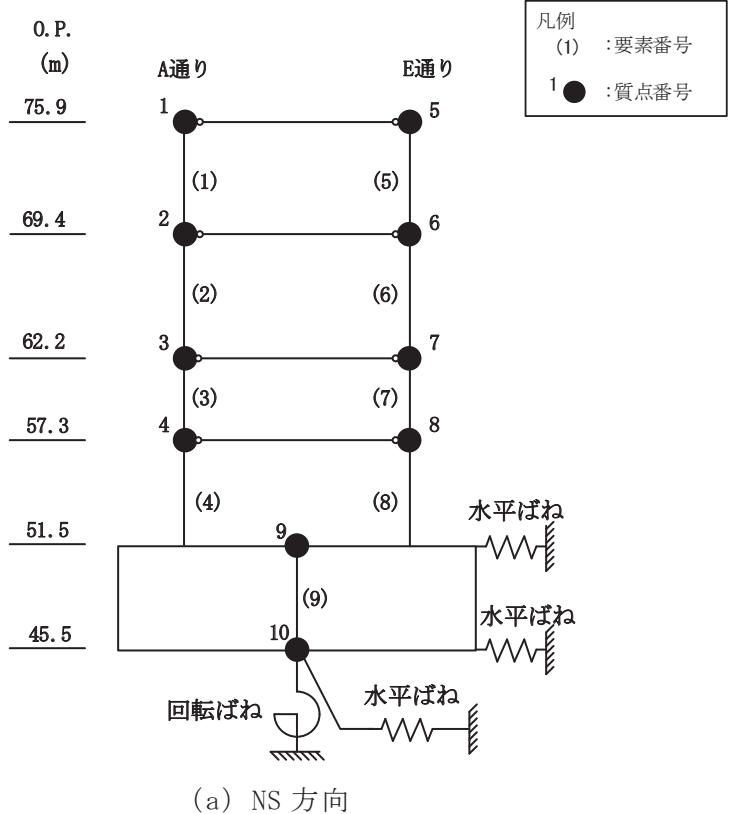 凡例
(1) :要素番号
1 :質点番号
O.P.
(m)
A通り E通り
75.9 1 5
(1) (5)
69.4 2 6
(2) (6)
62.2 3 7
(3) (7)
57.3 4 8
(4) (8)
水平ばね
51.5 9
(9)
水平ばね
45.5 10
水平ばね
回転ばね
(a) NS 方向